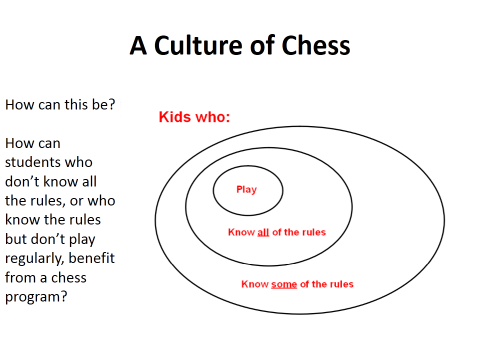 A Culture of Chess
How can this be?
How can
students who
don’t know all
the rules, or who
know the rules
but don’t play
regularly, benefit
from a chess
program?
Kids who:
Play
Know all of the rules
Know some of the rules